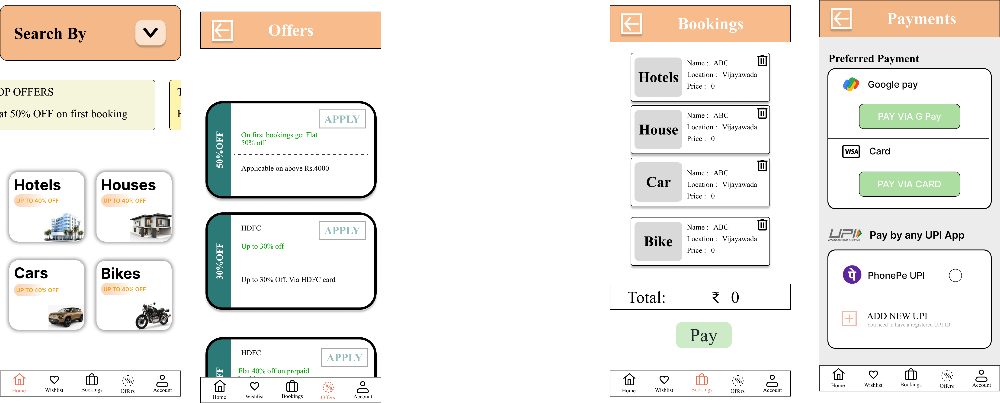 Search By
OP OFFERS
at 50% OFF on first booking
T
F
Hotels
UP TO 40% OFF
Houses
UP TO 40% OFF
Cars
UP TO 40% OFF
Bikes
UP TO 40% OFF
Home
Wishlist
Bookings
%
Offers
Account
Offers
50%OFF
APPLY
On first bookings get Flat
50% off
Applicable on above Rs.4000
30%OFF
HDFC
APPLY
Up to 30% off
Up to 30% Off. Via HDFC card
FF
HDFC
APPLY
Flat 40% off on prepaid
Home
Wishlist
Bookings
%
Offers
Account
Bookings
Hotels
Name : ABC
Location : Vijayawada
Price : 0
House
Name : ABC
Location : Vijayawada
Price : 0
Car
Name : ABC
Location : Vijayawada
Price : 0
Bike
Name : ABC
Location : Vijayawada
Price : 0
Total: ₹ 0
Pay
Home
Wishlist
Bookings
%
Offers
Account
Payments
Preferred Payment
Google pay
PAY VIA G Pay
VISA
Card
PAY VIA CARD
UPI
UNIFIED PAYMENTS INTERFACE
Pay by any UPI App
पे
PhonePe UPI
ADD NEW UPI
You need to have a registered UPI ID
Home
Wishlist
Bookings
%
Offers
Account